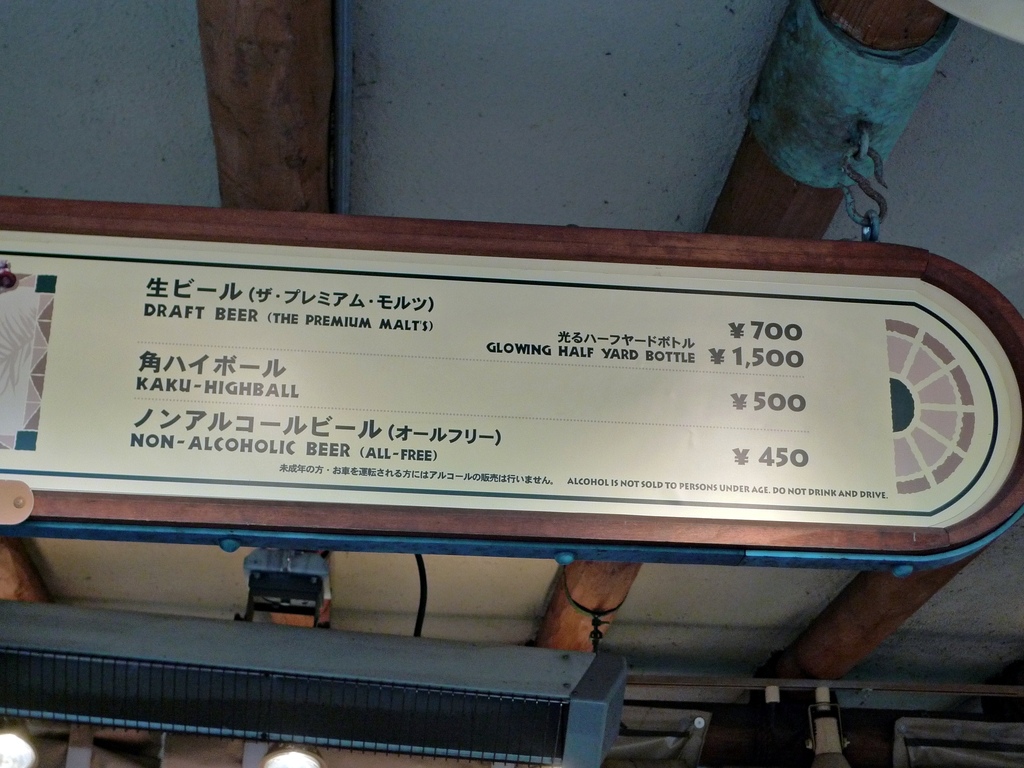 生ビール (ザ・プレミアム・モルツ)
DRAFT BEER (THE PREMIUM MALT'S)
¥700
光るハーフヤードボトル
GLOWING HALF YARD BOTTLE ¥1,500
角ハイボール
KAKU-HIGHBALL
¥500
ノンアルコールビール (オールフリー)
NON-ALCOHOLIC BEER (ALL-FREE)
¥450
未成年の方・お車を運転される方にはアルコールの販売は行いません。 ALCOHOL IS NOT SOLD TO PERSONS UNDER AGE. DO NOT DRINK AND DRIVE.